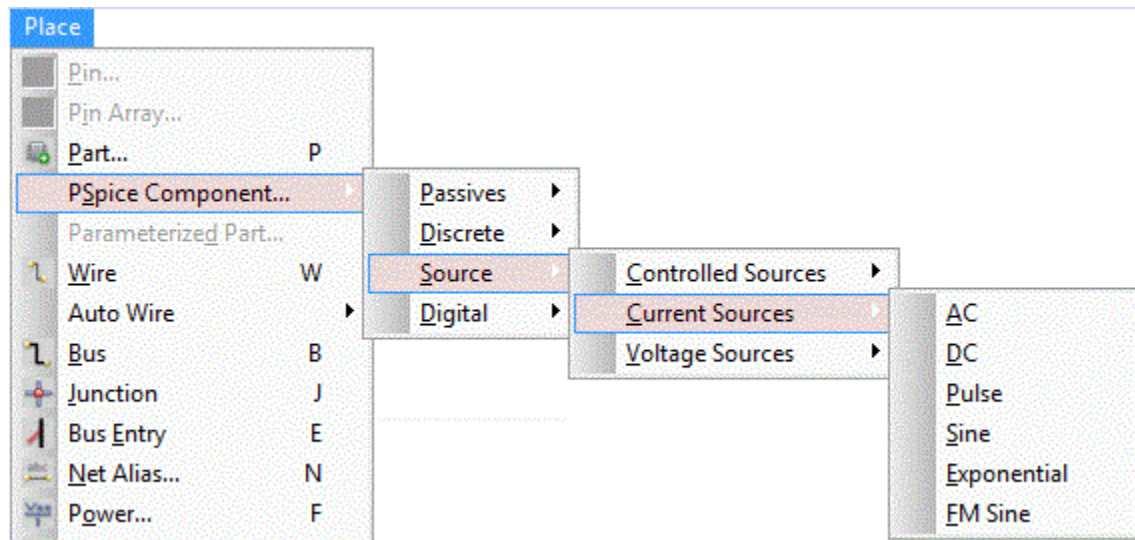 Place
Pin...
Pin Array...
Part... P
PSpice Component...
Parameterized Part...
Wire W
Auto Wire
Bus B
Junction J
Bus Entry E
Net Alias... N
Power... F
Passives
Discrete
Source
Digital
Controlled Sources
Current Sources
Voltage Sources
AC
DC
Pulse
Sine
Exponential
FM Sine